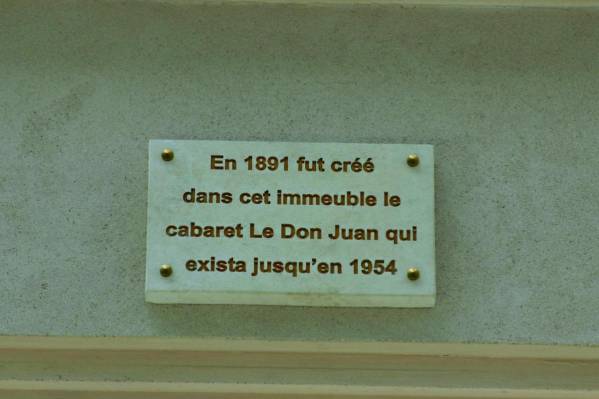 En 1891 fut créé
dans cet immeuble le
cabaret Le Don Juan qui
exista jusqu'en 1954